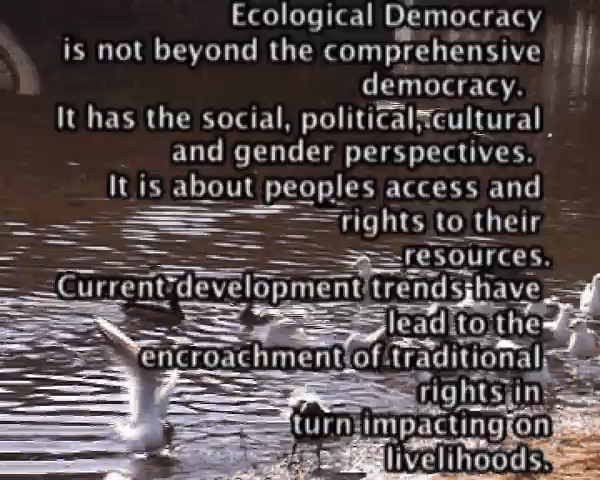 Ecological Democracy
is not beyond the comprehensive
democracy.
It has the social, political, cultural
and gender perspectives.
It is about peoples access and
rights to their
resources.
Current development trends have
lead to the
encroachment of traditional
rights in
turn impacting on
livelihoods.